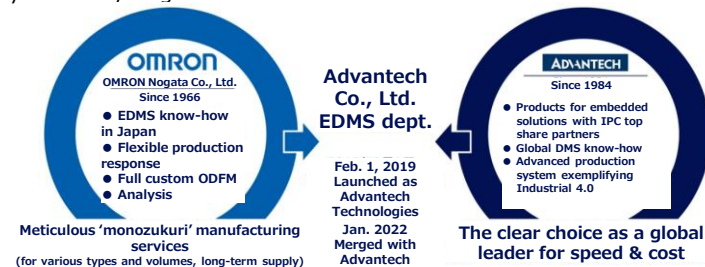 OMRON
OMRON Nogata Co., Ltd.
Since 1966
● EDMS know-how
in Japan
● Flexible production
response
● Full custom ODFM
● Analysis
Meticulous ‘monozukuri’ manufacturing
services
(for various types and volumes, long-term supply)
Advantech
Co., Ltd.
EDMS dept.
Feb. 1, 2019
Launched as
Advantech
Technologies
Jan. 2022
Merged with
Advantech
ADVANTECH
Since 1984
● Products for embedded
solutions with IPC top
share partners
● Global DMS know-how
● Advanced production
system exemplifying
Industrial 4.0
The clear choice as a global
leader for speed & cost